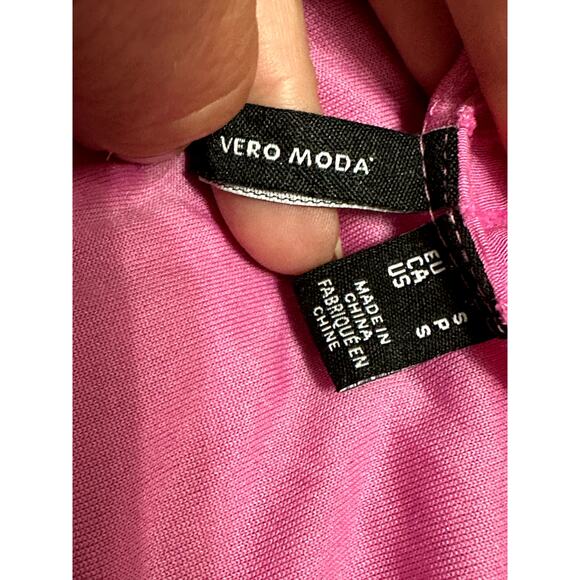 VERO MODA
EU S
CA P
US S
MADE IN
CHINA
FABRIQUÉ EN
CHINE